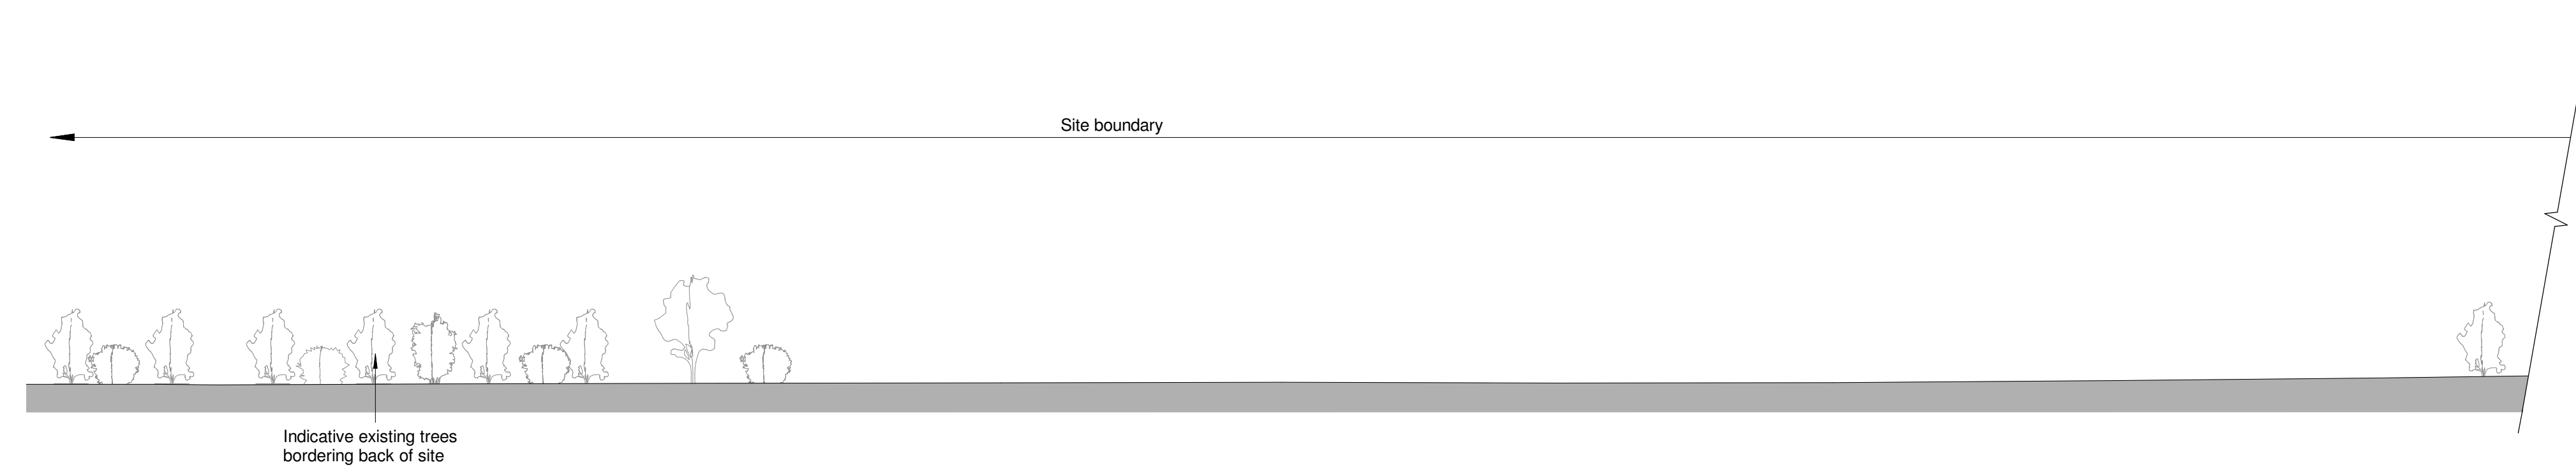 Site boundary
Indicative existing trees
bordering back of site